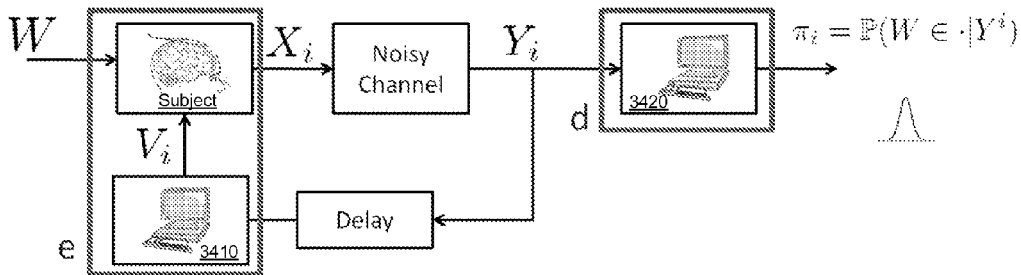 W
Subject
X_i
Noisy
Channel
Y_i
3420
d
π_i = ℙ(W ∈ ·|Y^i)
V_i
3410
e
Delay